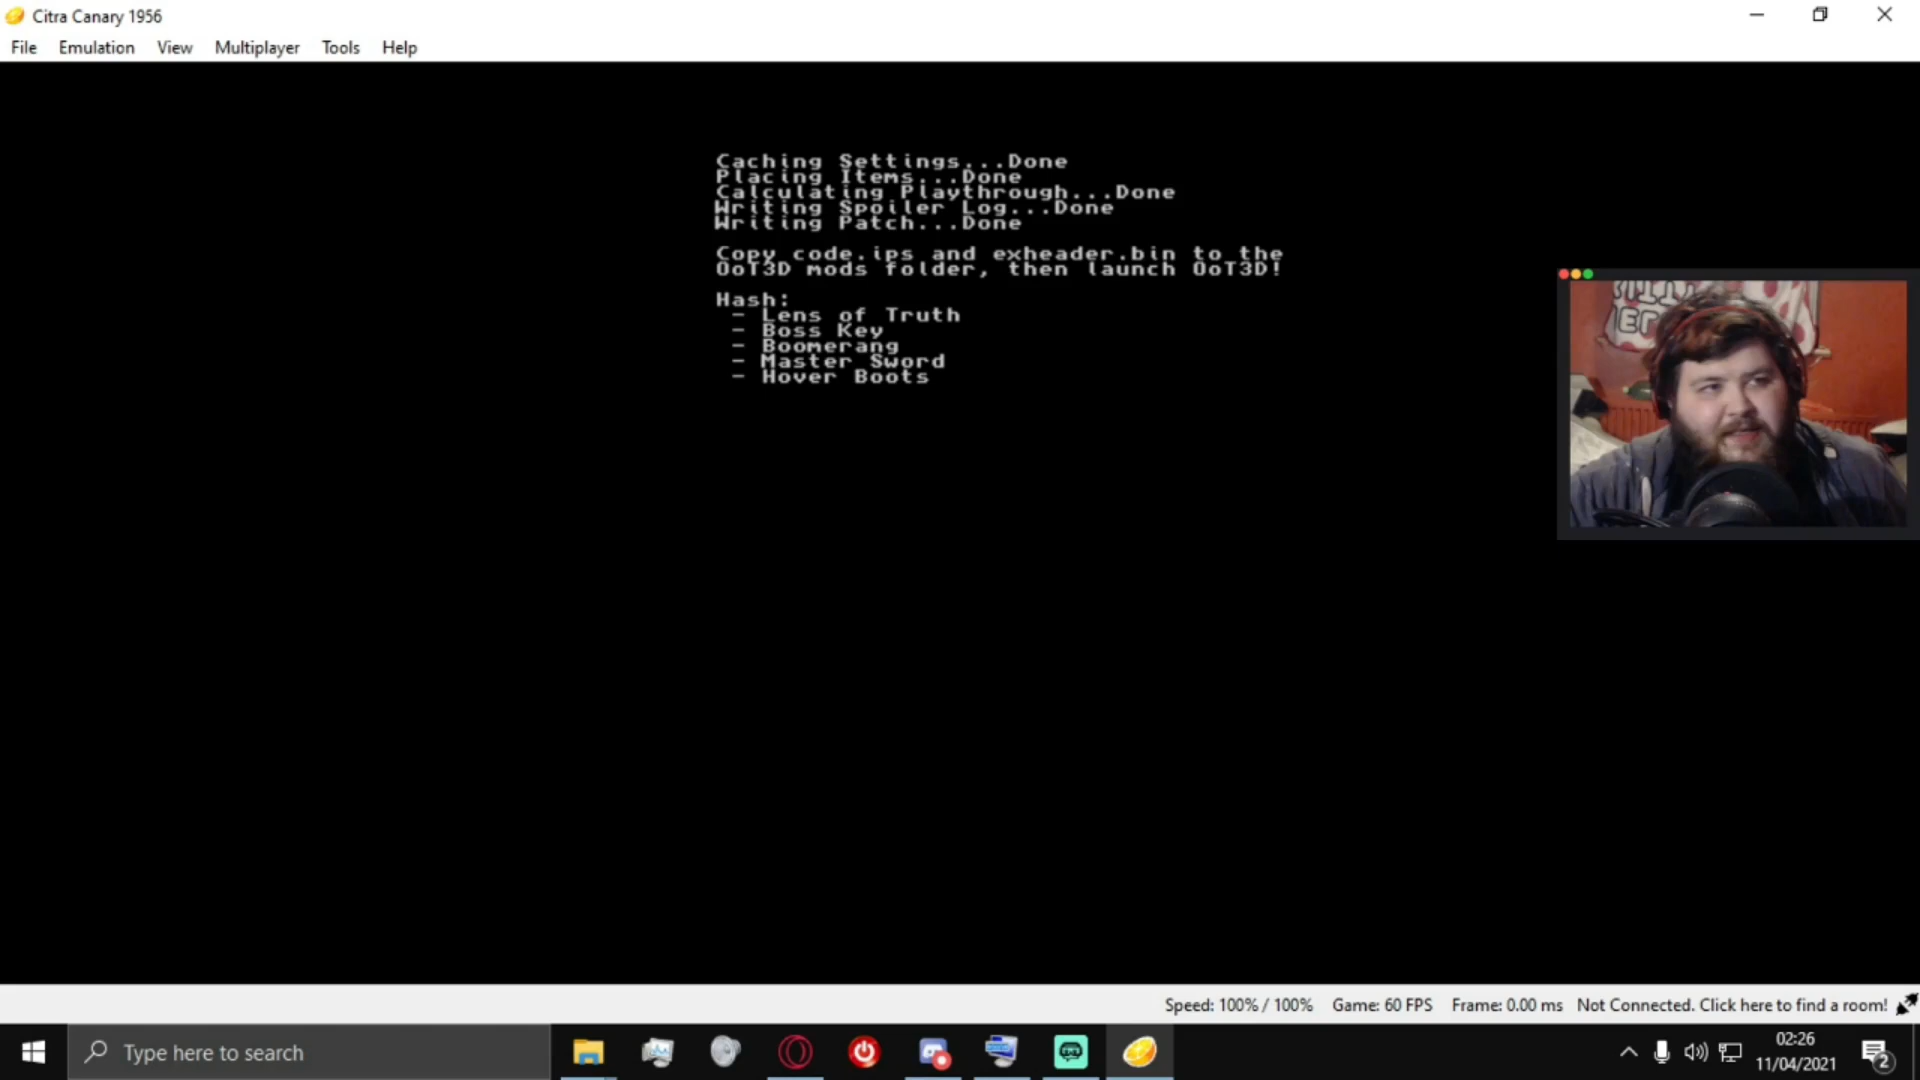 Citra Canary 1956
File Emulation View Multiplayer Tools Help
Caching Settings...Done
Placing Items...Done
Calculating Playthrough...Done
Writing Spoiler Log...Done
Writing Patch...Done
Copy code.ips and exheader.bin to the
OoT3D mods folder, then launch OoT3D!
Hash:
- Lens of Truth
- Boss Key
- Boomerang
- Master Sword
- Hover Boots
Speed: 100% / 100% Game: 60 FPS Frame: 0.00 ms Not Connected. Click here to find a room!
Type here to search
02:26
11/04/2021
2